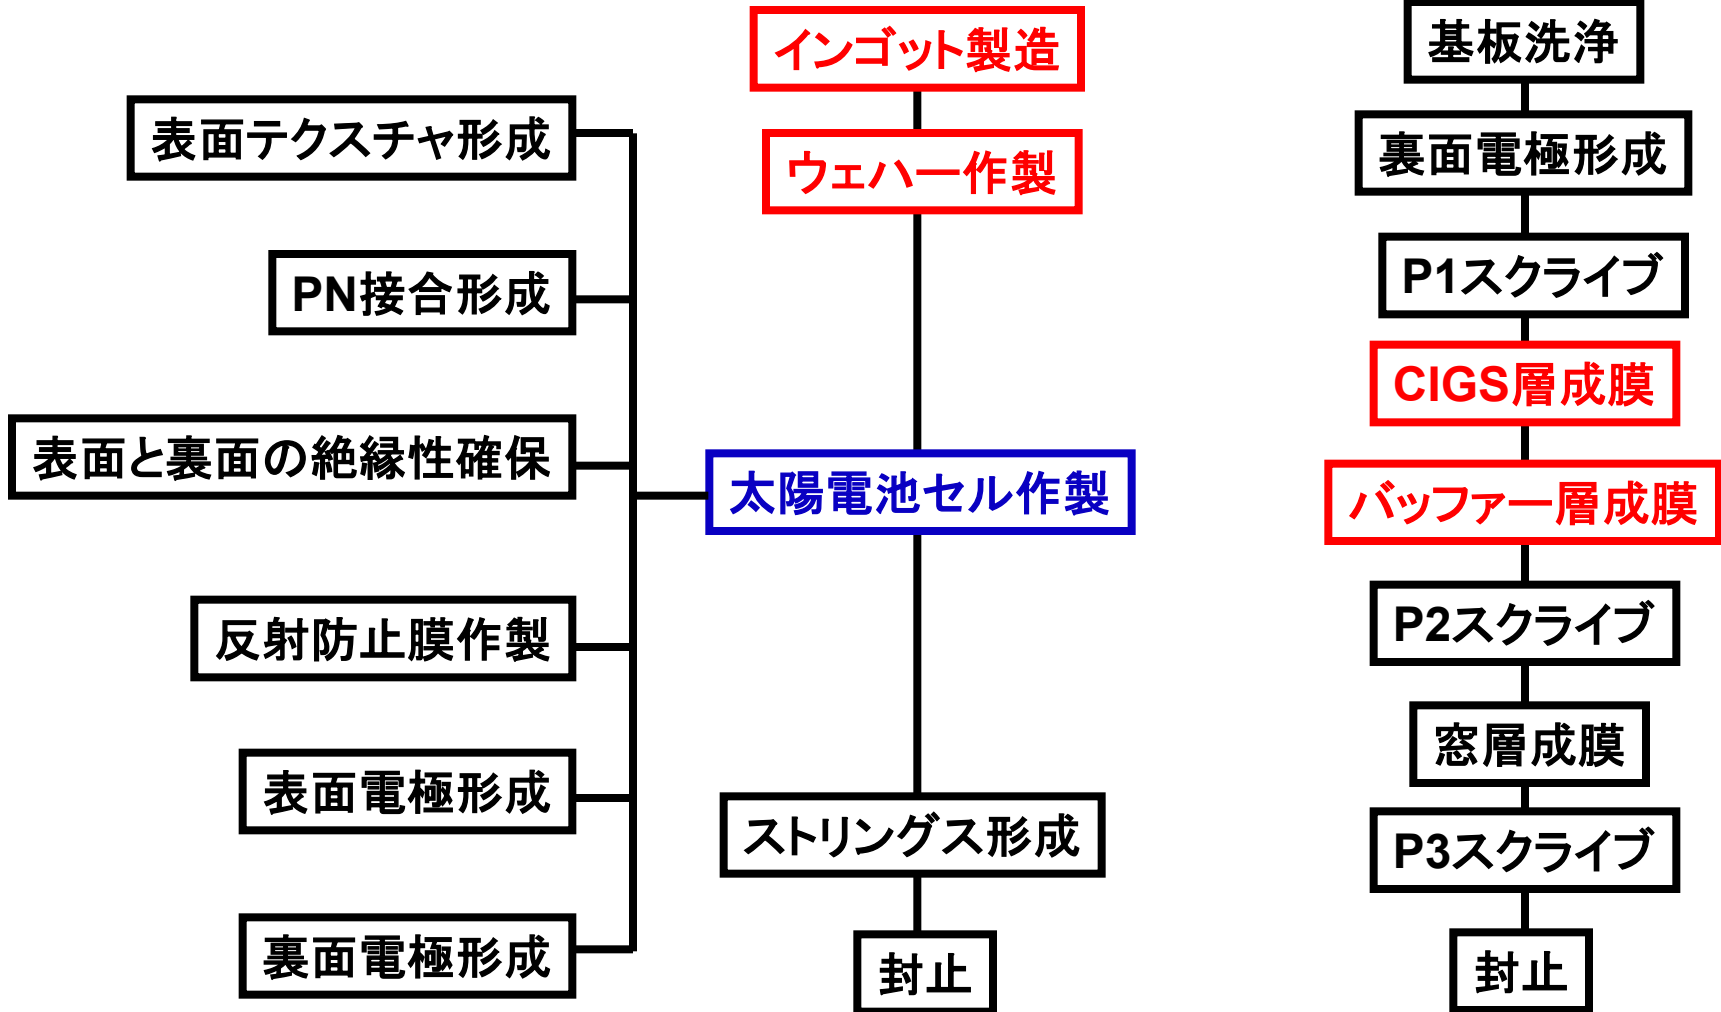 表面テクスチャ形成
PN接合形成
表面と裏面の絶縁性確保
反射防止膜作製
表面電極形成
裏面電極形成
インゴット製造
ウェハー作製
太陽電池セル作製
ストリングス形成
封止
基板洗浄
裏面電極形成
P1スクライブ
CIGS層成膜
バッファー層成膜
P2スクライブ
窓層成膜
P3スクライブ
封止